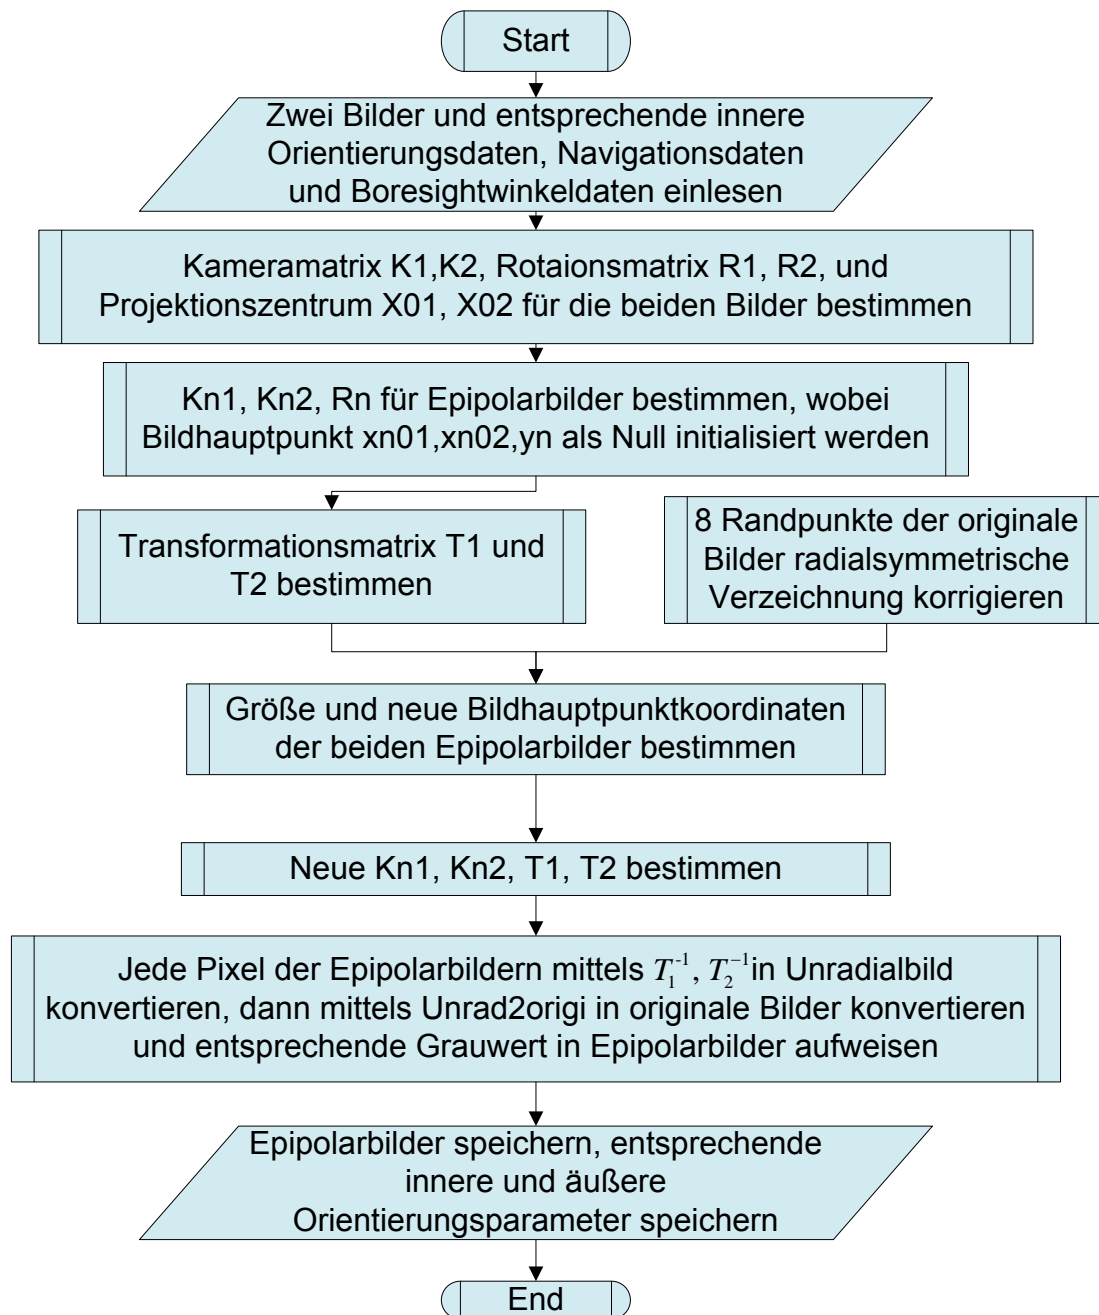 Start
Zwei Bilder und entsprechende innere
Orientierungsdaten, Navigationsdaten
und Boresightwinkeldaten einlesen
Kameramatrix K1,K2, Rotaionsmatrix R1, R2, und
Projektionszentrum X01, X02 für die beiden Bilder bestimmen
Kn1, Kn2, Rn für Epipolarbilder bestimmen, wobei
Bildhauptpunkt xn01,xn02,yn als Null initialisiert werden
Transformationsmatrix T1 und
T2 bestimmen
8 Randpunkte der originale
Bilder radialsymmetrische
Verzeichnung korrigieren
Größe und neue Bildhauptpunktkoordinaten
der beiden Epipolarbilder bestimmen
Neue Kn1, Kn2, T1, T2 bestimmen
Jede Pixel der Epipolarbildern mittels $T_1^{-1}$, $T_2^{-1}$ in Unradialbild
konvertieren, dann mittels Unrad2origi in originale Bilder konvertieren
und entsprechende Grauwert in Epipolarbilder aufweisen
Epipolarbilder speichern, entsprechende
innere und äußere
Orientierungsparameter speichern
End